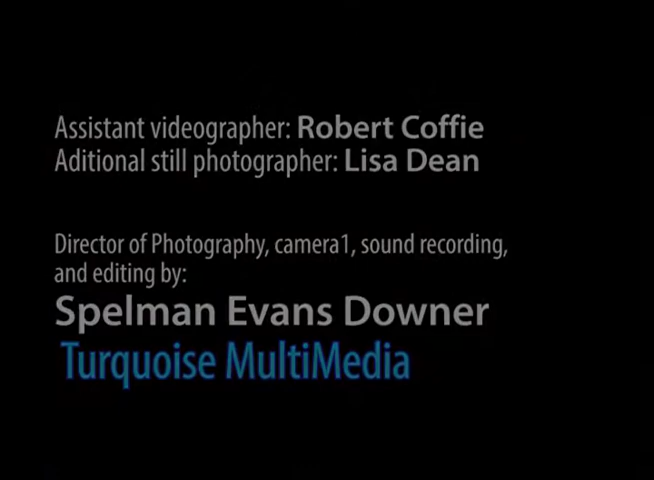 Assistant videographer: Robert Coffie
Aditional still photographer: Lisa Dean
Director of Photography, camera1, sound recording,
and editing by:
Spelman Evans Downer
Turquoise MultiMedia